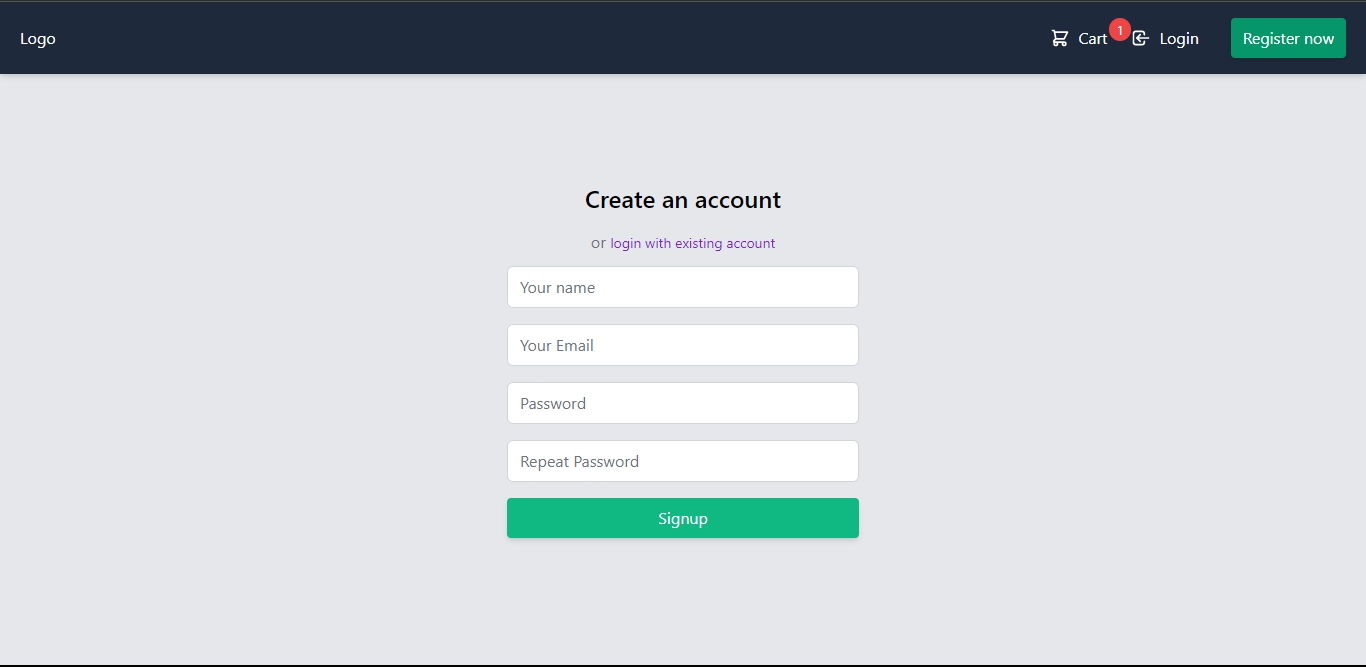 Logo
Cart 1 Login Register now
Create an account
or login with existing account
Your name
Your Email
Password
Repeat Password
Signup